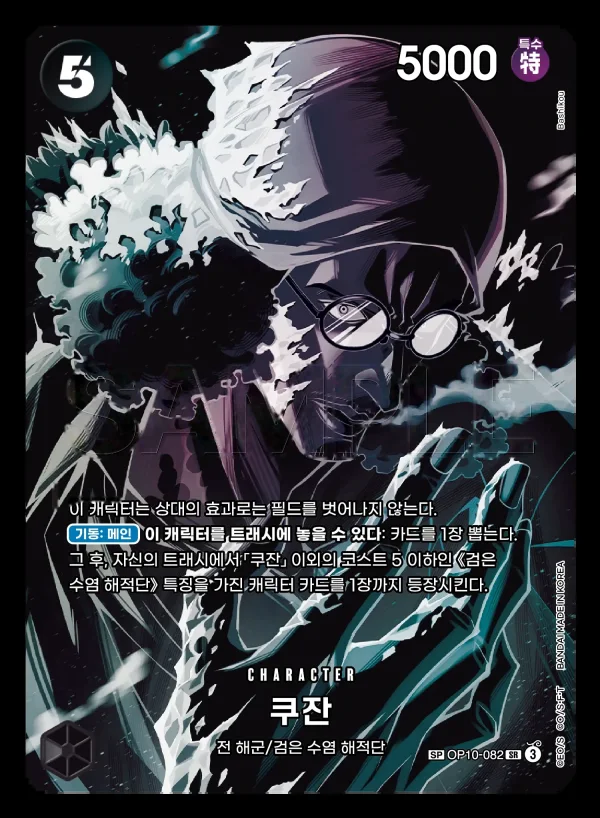 5
5000
특수
特
Bashikou
SAMPLE
이 캐릭터는 상대의 효과로는 필드를 벗어나지 않는다.
기동: 메인 이 캐릭터를 트래시에 놓을 수 있다: 카드를 1장 뽑는다.
그 후, 자신의 트래시에서 「쿠잔」 이외의 코스트 5 이하인 《검은
수염 해적단》 특징을 가진 캐릭터 카드를 1장까지 등장시킨다.
CHARACTER
쿠잔
전 해군/검은 수염 해적단
SP OP10-082 SR 3
©EO/S ©O/S·F·T BANDAI MADE IN KOREA